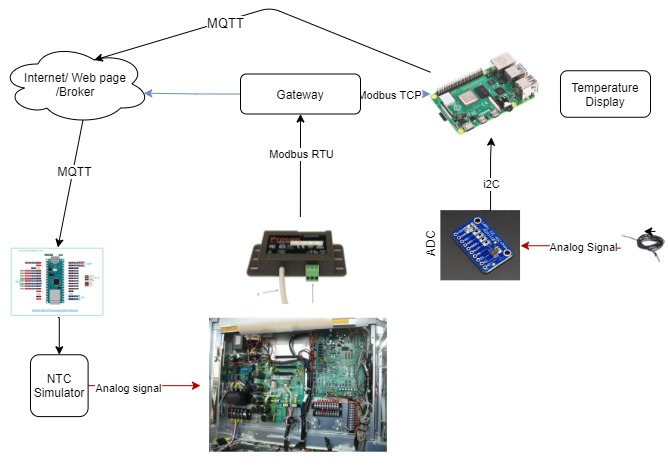 MQTT
Internet/ Web page
/Broker
Gateway
Modbus TCP
Temperature
Display
Modbus RTU
MQTT
i2C
ADC
Analog Signal
NTC
Simulator
Analog signal